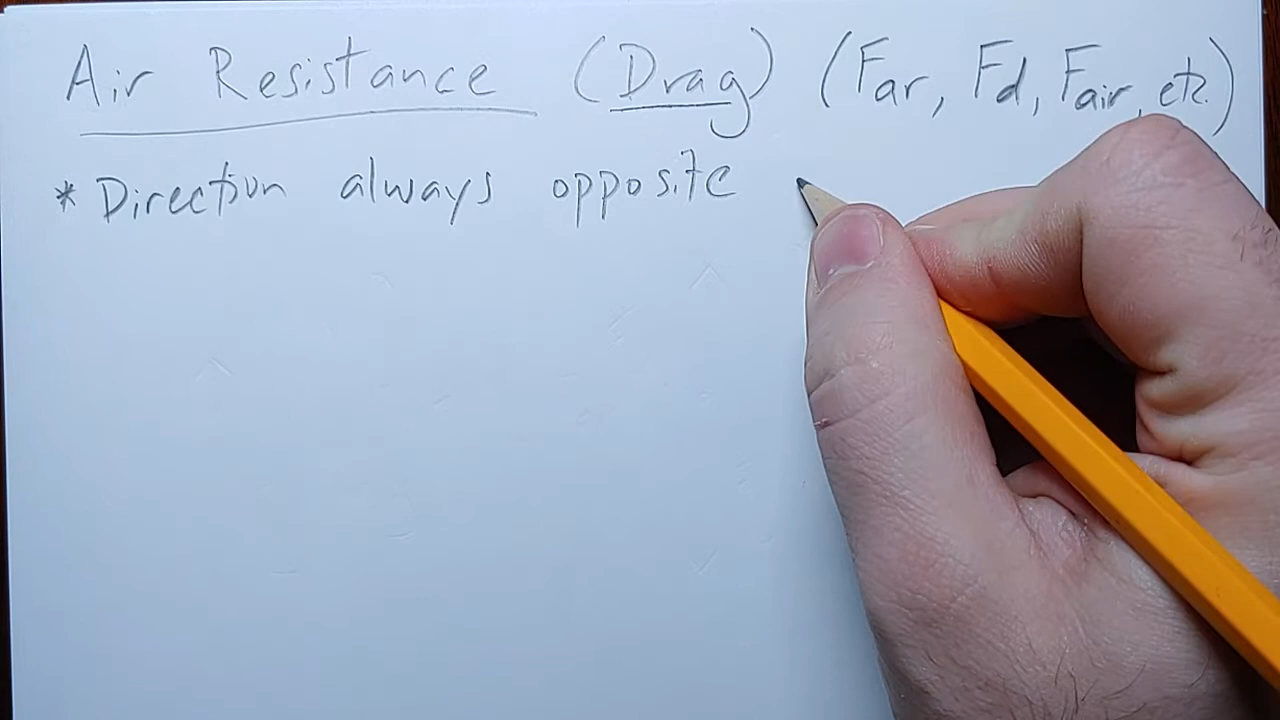 Air Resistance (Drag) (Far, Fd, Fair, etc.)
* Direction always opposite